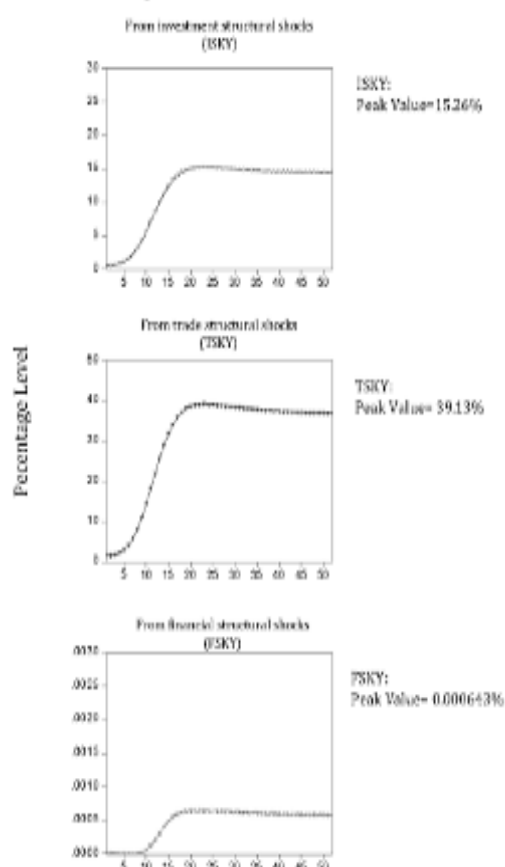 From investment structural shocks
(ISKY)
30
25
20
15
10
5
0
5 10 15 20 25 30 35 40 45 50
ISKY:
Peak Value=15.26%
From trade structural shocks
(TSKY)
50
40
30
20
10
0
5 10 15 20 25 30 35 40 45 50
TSKY:
Peak Value= 39.13%
Pecentage Level
From financial structural shocks
(FSKY)
.0030
.0025
.0020
.0015
.0010
.0005
.0000
5 10 15 20 25 30 35 40 45 50
FSKY:
Peak Value= 0.000643%